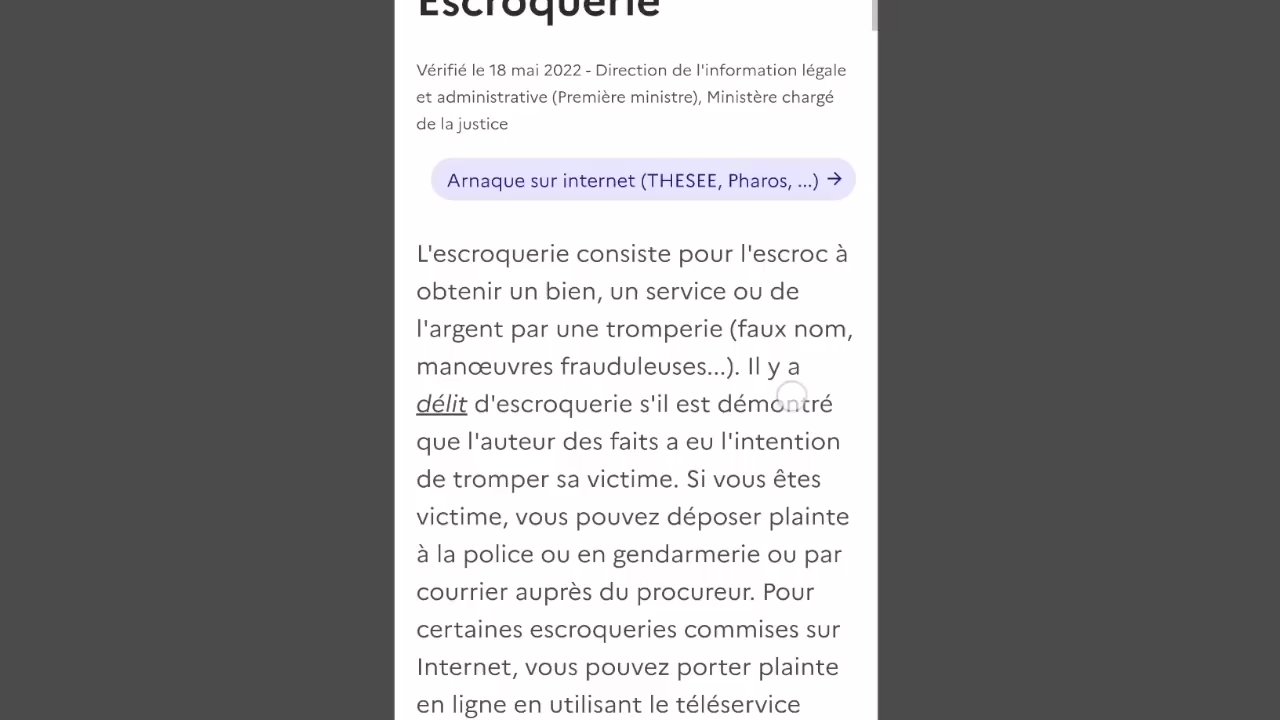 Escroquerie
Vérifié le 18 mai 2022 - Direction de l'information légale
et administrative (Première ministre), Ministère chargé
de la justice
Arnaque sur internet (THESEE, Pharos, ...) →
L'escroquerie consiste pour l'escroc à
obtenir un bien, un service ou de
l'argent par une tromperie (faux nom,
manœuvres frauduleuses...). Il y a
délit d'escroquerie s'il est démontré
que l'auteur des faits a eu l'intention
de tromper sa victime. Si vous êtes
victime, vous pouvez déposer plainte
à la police ou en gendarmerie ou par
courrier auprès du procureur. Pour
certaines escroqueries commises sur
Internet, vous pouvez porter plainte
en ligne en utilisant le téléservice